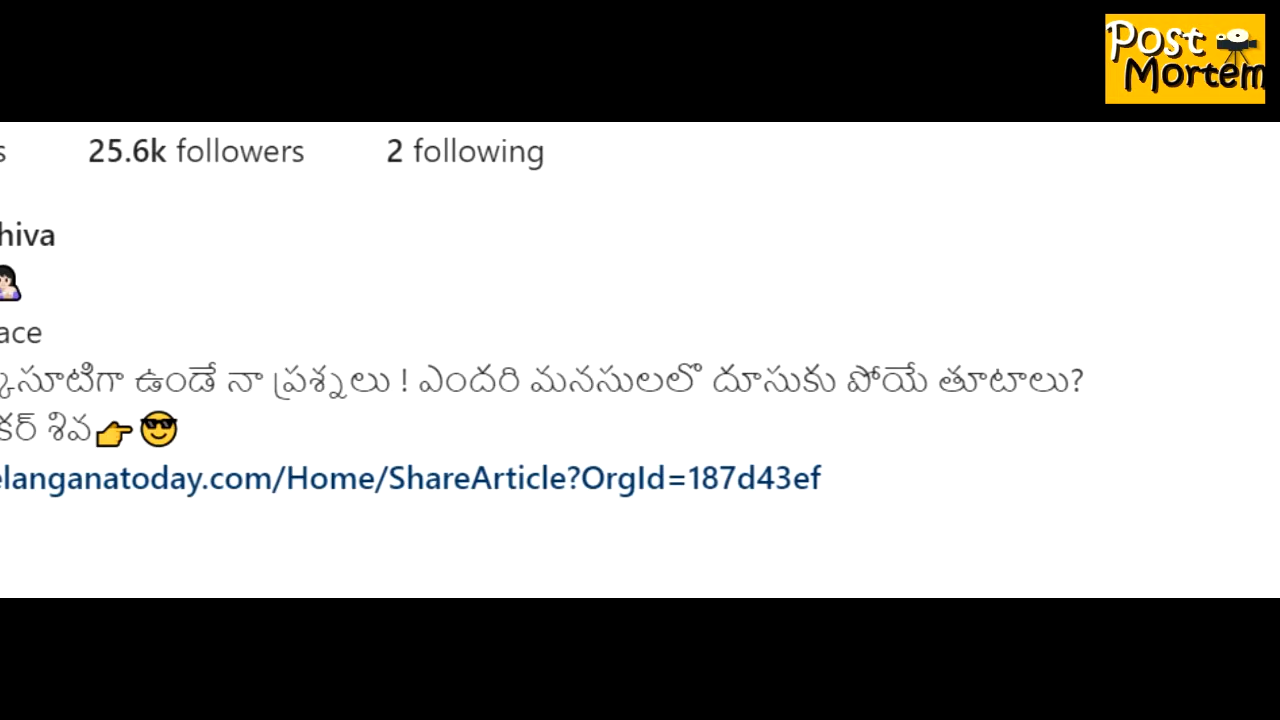 Post
Mortem
s 25.6k followers 2 following
hiva
ace
్కసూటిగా ఉండే నా ప్రశ్నలు ! ఎందరి మనసులలో దూసుకు పోయే తూటాలు?
కర్ శివ👉😎
elanganatoday.com/Home/ShareArticle?OrgId=187d43ef